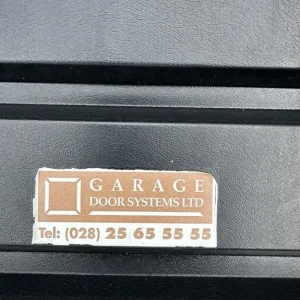 GARAGE
DOOR SYSTEMS LTD
Tel: (028) 25 65 55 55